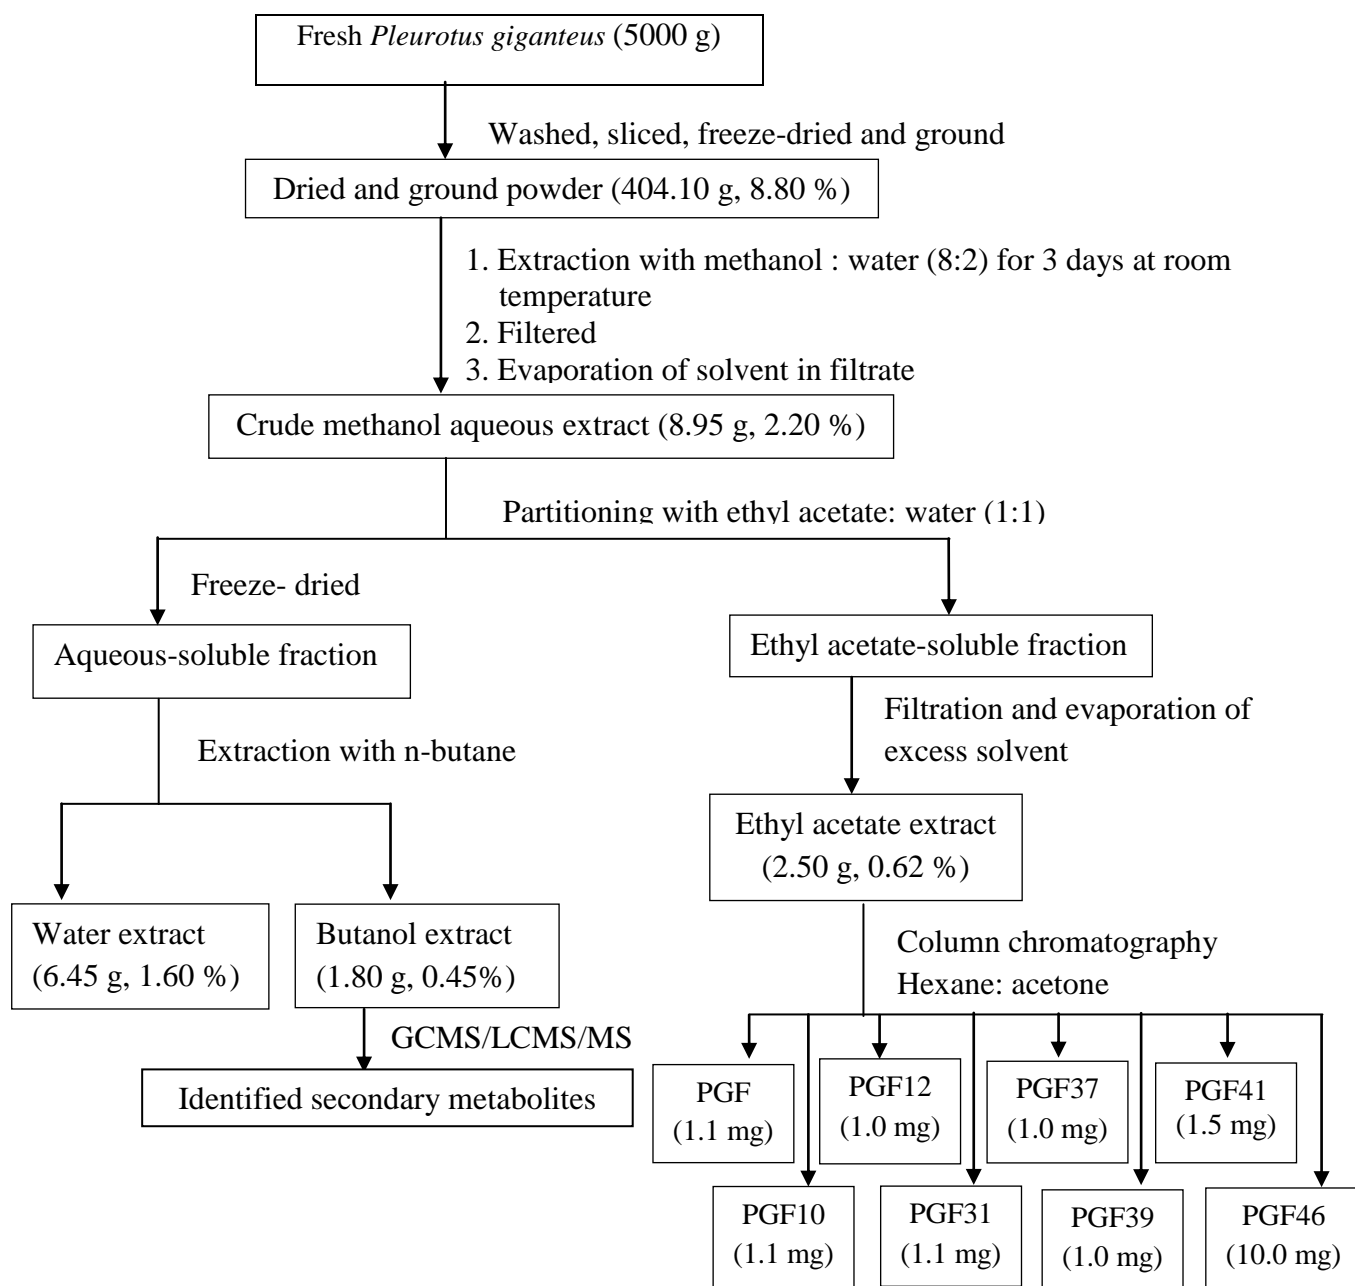 Fresh Pleurotus giganteus (5000 g)
Washed, sliced, freeze-dried and ground
Dried and ground powder (404.10 g, 8.80 %)
1. Extraction with methanol : water (8:2) for 3 days at room
temperature
2. Filtered
3. Evaporation of solvent in filtrate
Crude methanol aqueous extract (8.95 g, 2.20 %)
Partitioning with ethyl acetate: water (1:1)
Freeze- dried
Aqueous-soluble fraction
Ethyl acetate-soluble fraction
Extraction with n-butane
Filtration and evaporation of
excess solvent
Ethyl acetate extract
(2.50 g, 0.62 %)
Water extract
(6.45 g, 1.60 %)
Butanol extract
(1.80 g, 0.45%)
Column chromatography
Hexane: acetone
GCMS/LCMS/MS
Identified secondary metabolites
PGF
(1.1 mg)
PGF12
(1.0 mg)
PGF37
(1.0 mg)
PGF41
(1.5 mg)
PGF10
(1.1 mg)
PGF31
(1.1 mg)
PGF39
(1.0 mg)
PGF46
(10.0 mg)